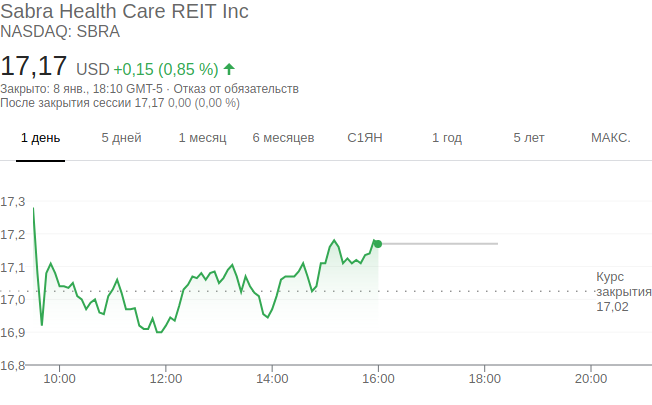 Sabra Health Care REIT Inc
NASDAQ: SBRA
17,17 USD +0,15 (0,85 %)
Закрыто: 8 янв., 18:10 GMT-5 · Отказ от обязательств
После закрытия сессии 17,17 0,00 (0,00 %)
1 день 5 дней 1 месяц 6 месяцев С1ЯН 1 год 5 лет МАКС.
17,3
17,2
17,1
17,0
16,9
16,8
Курс
закрытия
17,02
10:00 12:00 14:00 16:00 18:00 20:00